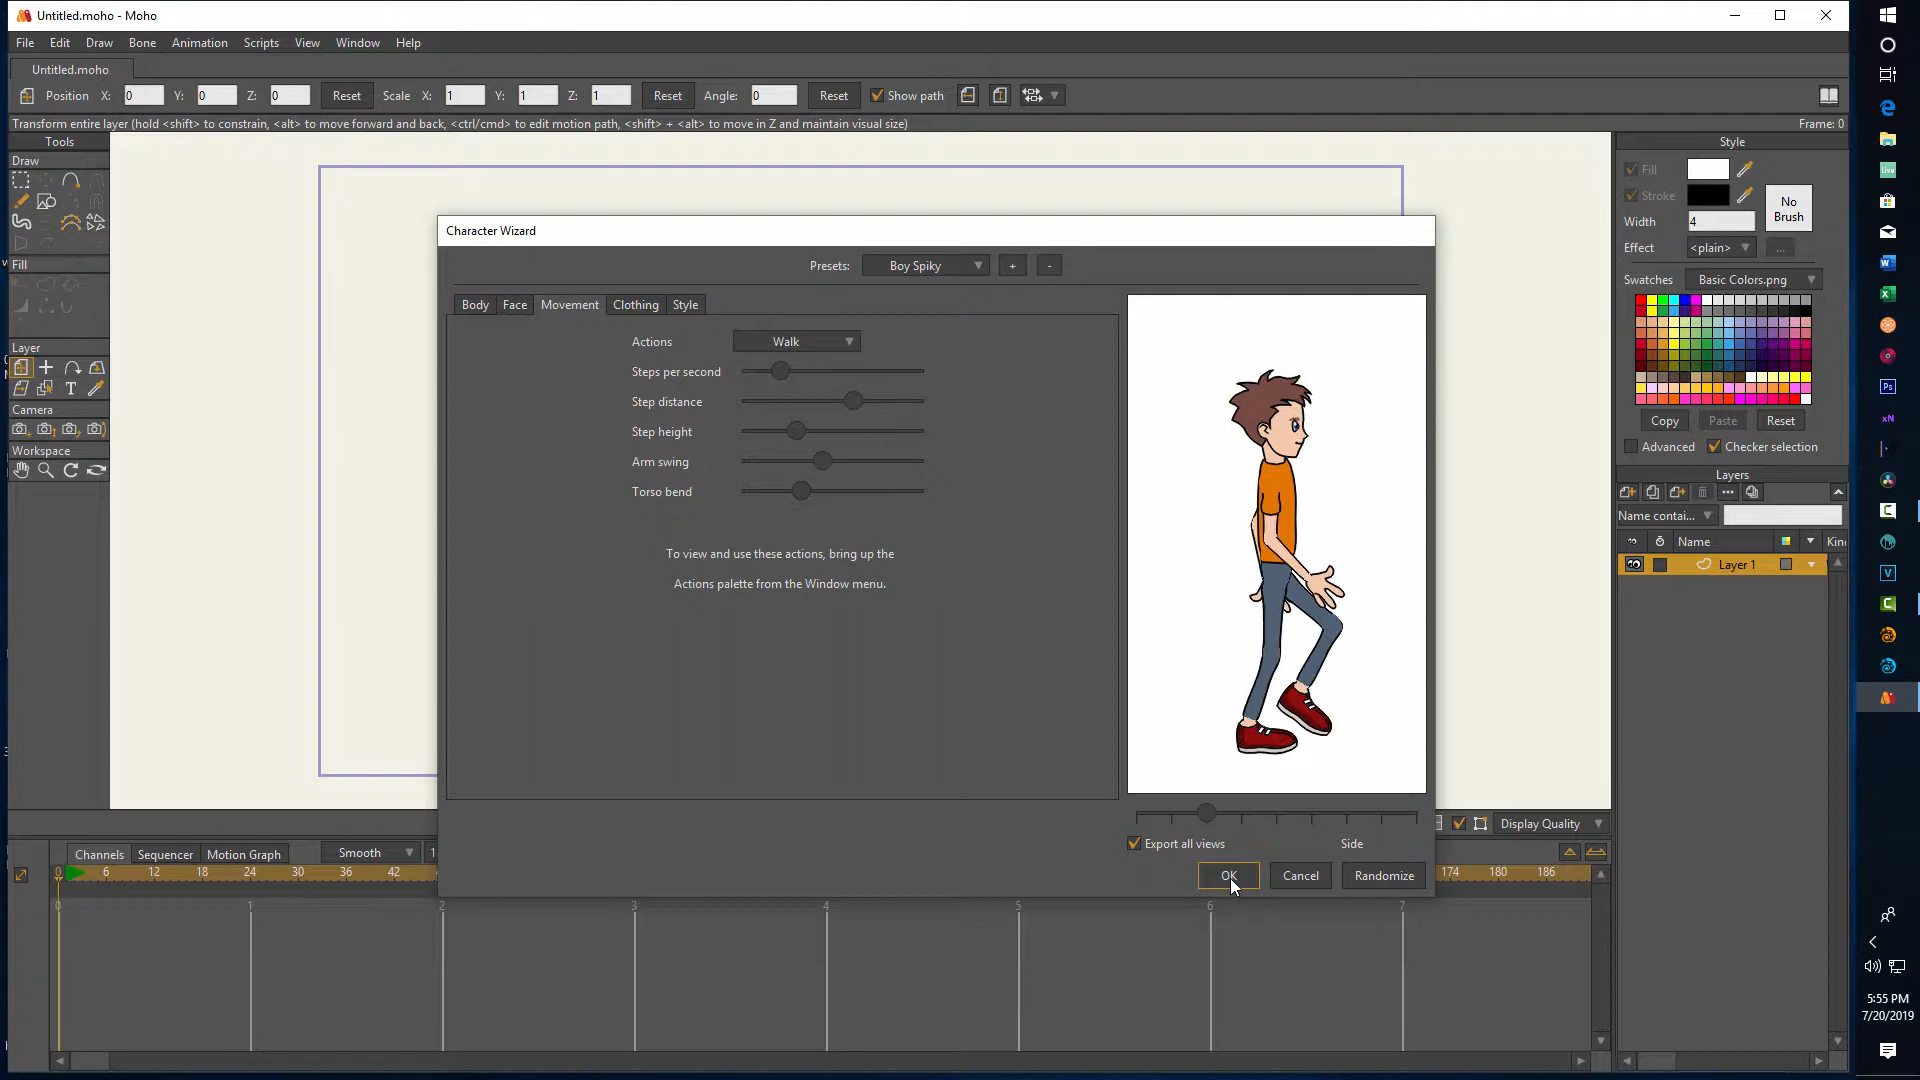 Untitled.moho - Moho
File Edit Draw Bone Animation Scripts View Window Help
Untitled.moho
Position X: 0 Y: 0 Z: 0 Reset Scale X: 1 Y: 1 Z: 1 Reset Angle: 0 Reset Show path
Transform entire layer (hold <shift> to constrain, <alt> to move forward and back, <ctrl/cmd> to edit motion path, <shift> + <alt> to move in Z and maintain visual size) Frame: 0
Tools
Draw
Fill
Layer
Camera
Workspace
Character Wizard
Presets: Boy Spiky + -
Body Face Movement Clothing Style
Actions Walk
Steps per second
Step distance
Step height
Arm swing
Torso bend
To view and use these actions, bring up the
Actions palette from the Window menu.
Export all views Side
OK Cancel Randomize
Style
Fill
Stroke
No
Brush
Width 4
Effect <plain> ...
Swatches Basic Colors.png
Copy Paste Reset
Advanced Checker selection
Layers
Name contai...
Name Kin
Layer 1
Display Quality
Channels Sequencer Motion Graph Smooth 1
0 6 12 18 24 30 36 42 174 180 186
0 1 2 3 4 5 6 7
live
Ps
xN
5:55 PM
7/20/2019